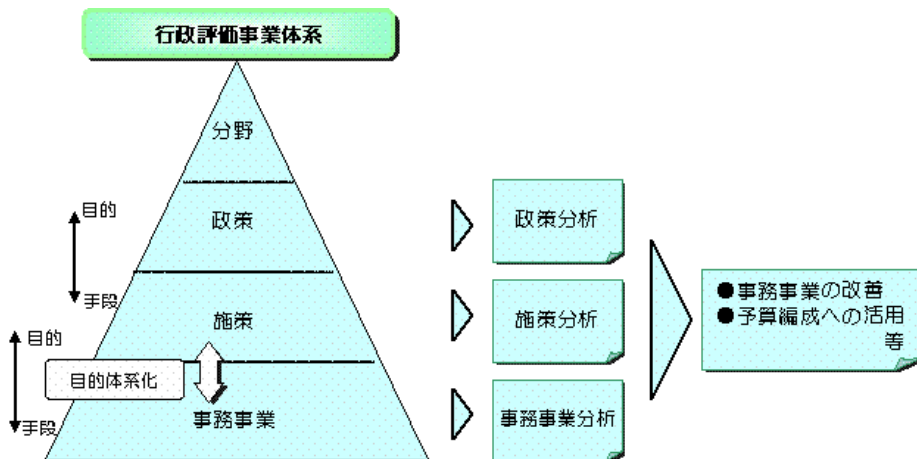 行政評価事業体系
分野
目的
政策
政策分析
手段
施策
施策分析
●事務事業の改善
●予算編成への活用
等
目的
目的体系化
手段
事務事業
事務事業分析